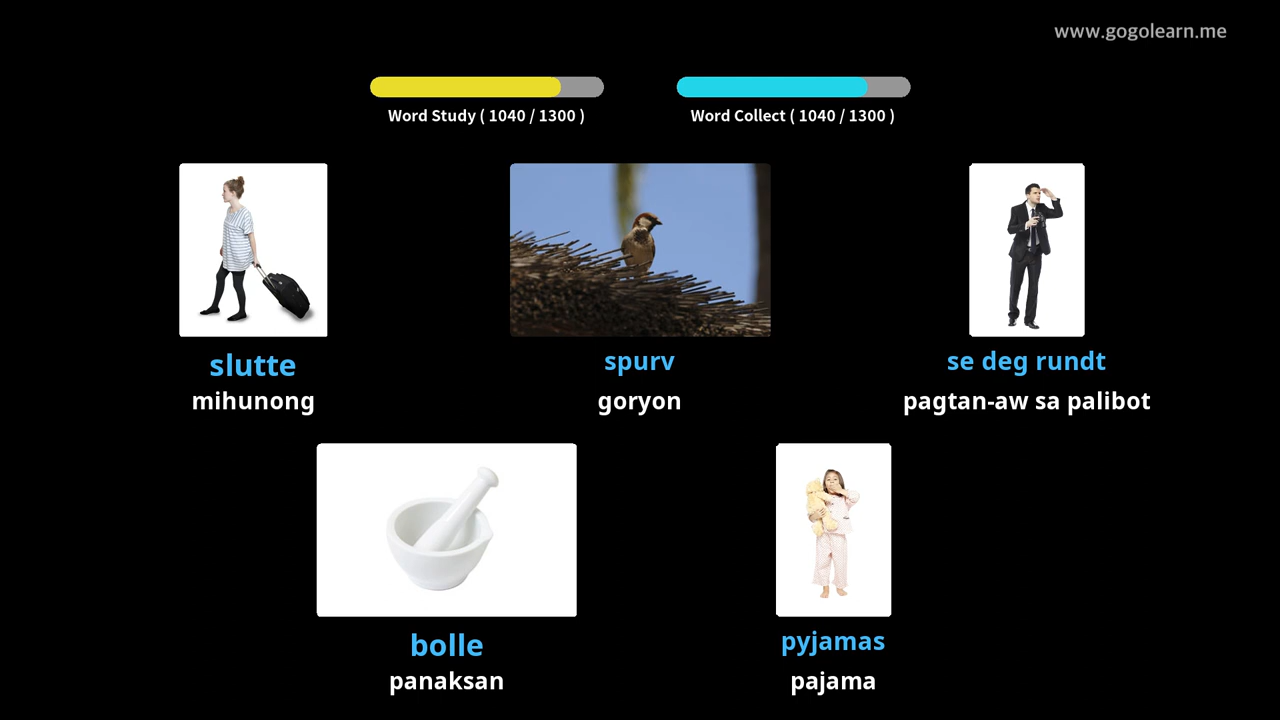 www.gogolearn.me
Word Study ( 1040 / 1300 )
Word Collect ( 1040 / 1300 )
slutte
mihunong
spurv
goryon
se deg rundt
pagtan-aw sa palibot
bolle
panaksan
pyjamas
pajama